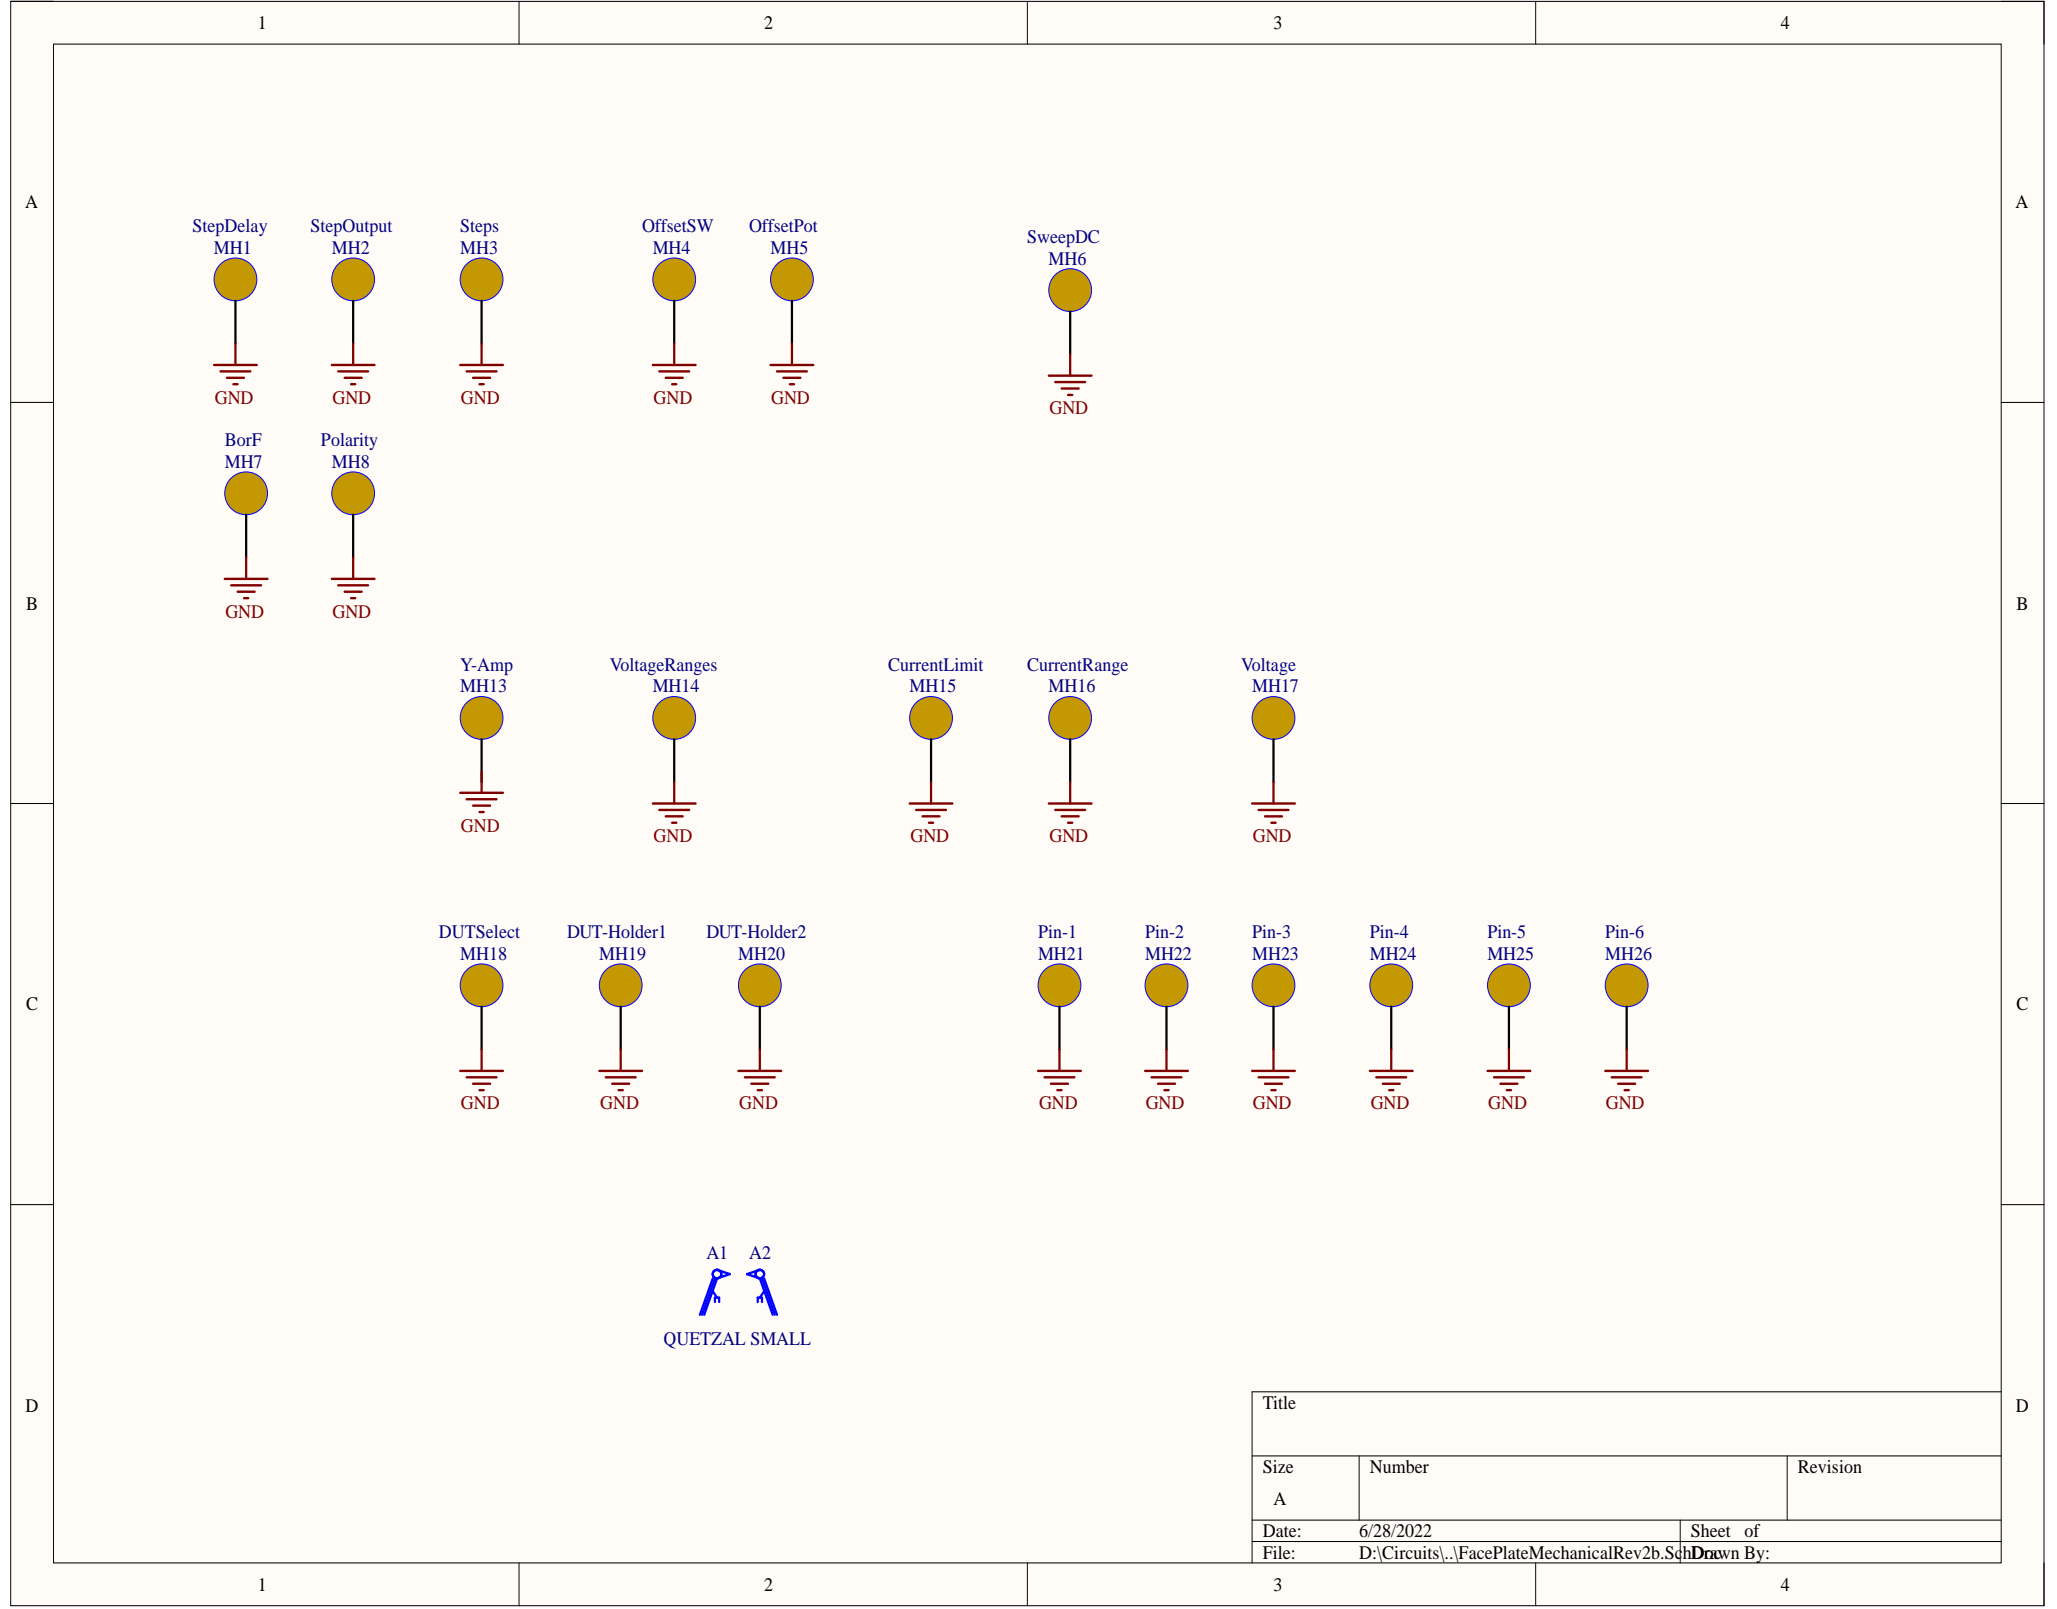 1 2 3 4
A A
StepDelay StepOutput Steps OffsetSW OffsetPot
MH1 MH2 MH3 MH4 MH5
SweepDC
MH6
GND GND GND GND GND
GND
BorF Polarity
MH7 MH8
GND GND
B B
Y-Amp VoltageRanges CurrentLimit CurrentRange Voltage
MH13 MH14 MH15 MH16 MH17
GND
GND GND GND GND
DUTSelect DUT-Holder1 DUT-Holder2 Pin-1 Pin-2 Pin-3 Pin-4 Pin-5 Pin-6
MH18 MH19 MH20 MH21 MH22 MH23 MH24 MH25 MH26
C C
GND GND GND GND GND GND GND GND GND
A1 A2
QUETZAL SMALL
D D
Title
Size Number Revision
A
Date: 6/28/2022 Sheet of
File: D:\Circuits\..\FacePlateMechanicalRev2b.SchDoc Drawn By:
1 2 3 4